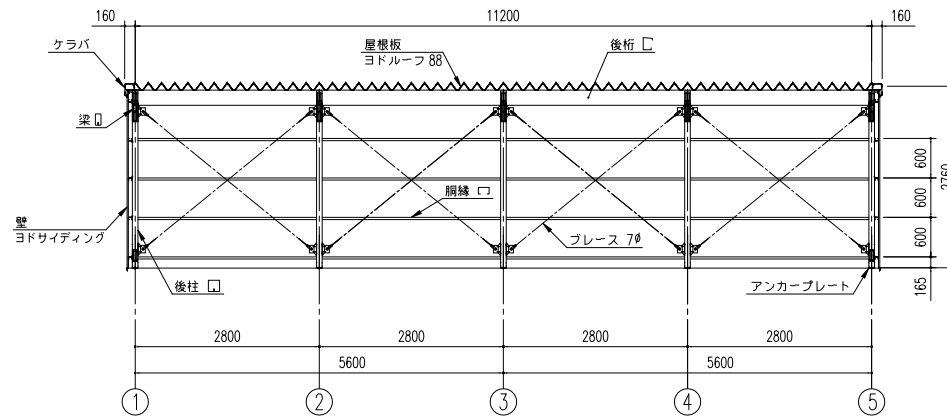 160
11200
160
ケラバ
屋根板
ヨドルーフ 88
後桁
梁
600
600
600
2760
165
胴縁
ブレース 7φ
壁
ヨドサイディング
後柱
アンカープレート
2800
2800
2800
2800
5600
5600
1
2
3
4
5